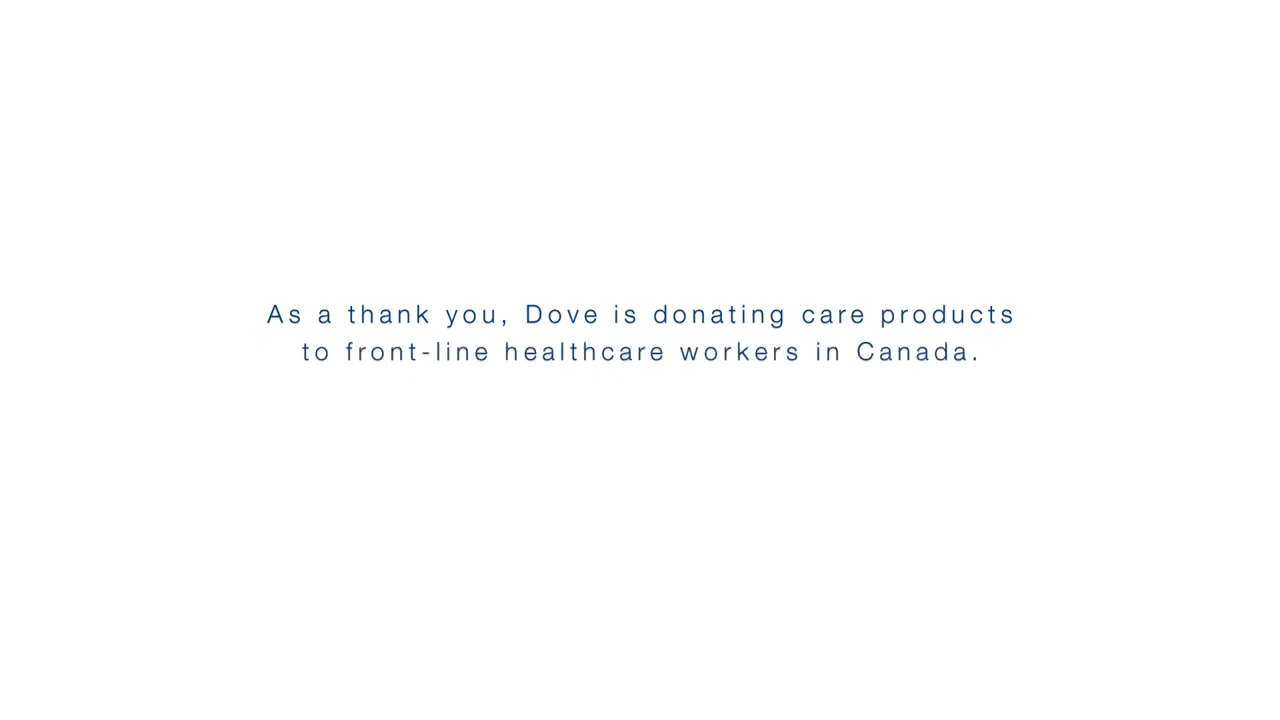 As a thank you, Dove is donating care products
to front-line healthcare workers in Canada.